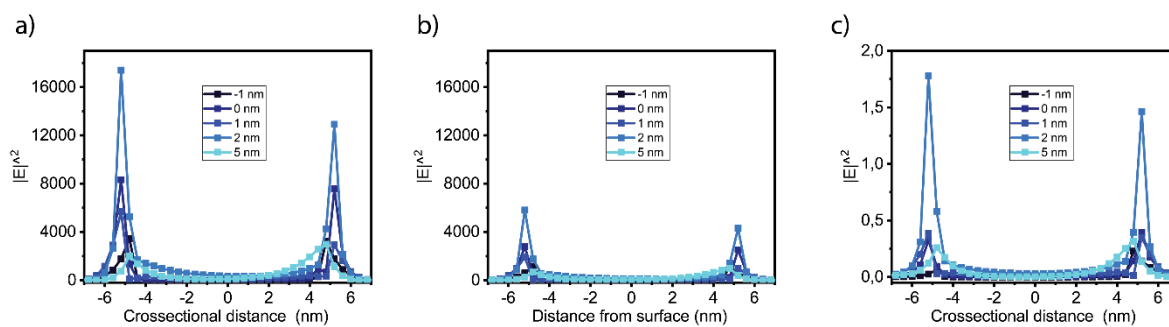 a)
|E|^²
16000
12000
8000
4000
0
-1 nm
0 nm
1 nm
2 nm
5 nm
-6 -4 -2 0 2 4 6
Crossectional distance (nm)
b)
|E|^²
16000
12000
8000
4000
0
-1 nm
0 nm
1 nm
2 nm
5 nm
-6 -4 -2 0 2 4 6
Distance from surface (nm)
c)
|E|^²
2,0
1,5
1,0
0,5
0,0
-1 nm
0 nm
1 nm
2 nm
5 nm
-6 -4 -2 0 2 4 6
Crossectional distance (nm)